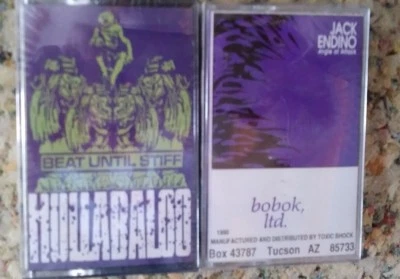 BEAT UNTIL STIFF
HULLABALOO
JACK
ENDINO
Angle of Attack
bobok,
ltd.
1990
MANUFACTURED AND DISTRIBUTED BY TOXIC SHOCK
Box 43787 Tucson AZ 85733